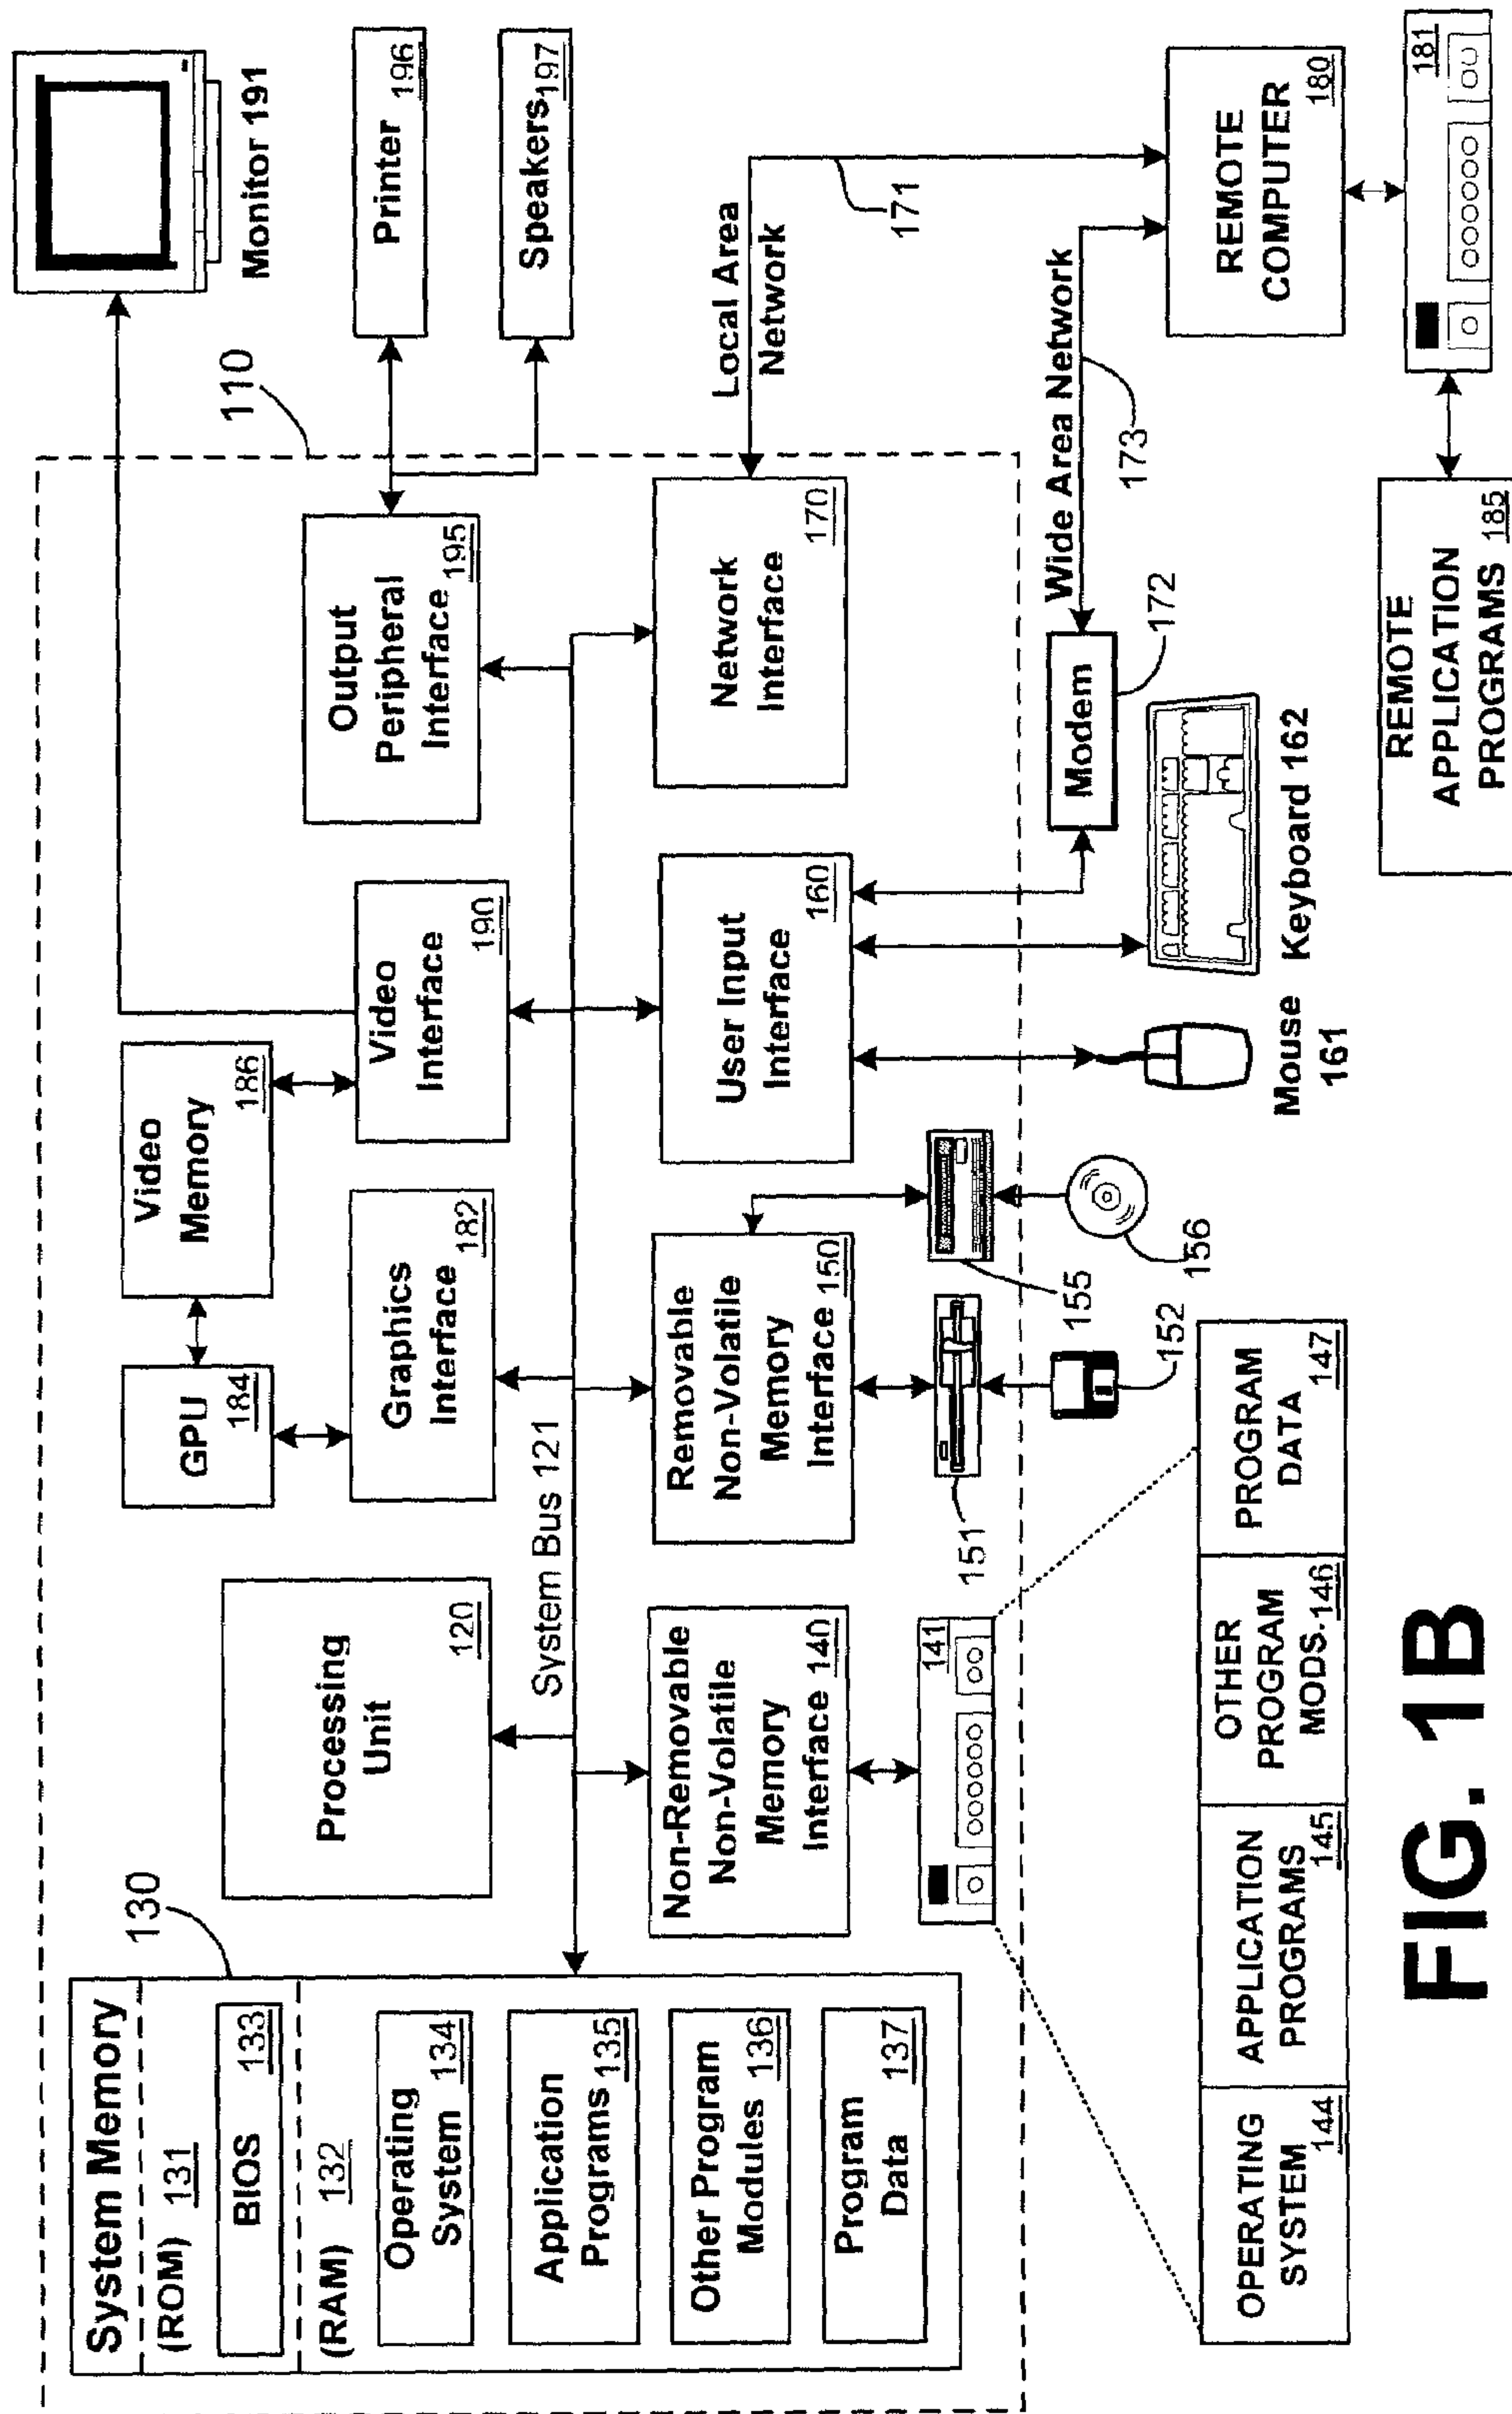 System Memory
(ROM) 131
BIOS 133
(RAM) 132
Operating
System 134
Application
Programs 135
Other Program
Modules 136
Program
Data 137
130
Processing
Unit
120
System Bus 121
GPU
184
Video
Memory
186
Graphics
Interface 182
Video
Interface
190
Output
Peripheral
Interface 195
110
Monitor 191
Printer 196
Speakers 197
Non-Removable
Non-Volatile
Memory
Interface 140
Removable
Non-Volatile
Memory
Interface 150
User Input
Interface
160
Network
Interface
170
Local Area
Network
171
Wide Area Network
173
Modem
172
141
151
152
155
156
Mouse
161
Keyboard 162
REMOTE
COMPUTER
180
181
REMOTE
APPLICATION
PROGRAMS 185
OPERATING
SYSTEM 144
APPLICATION
PROGRAMS 145
OTHER
PROGRAM
MODS. 146
PROGRAM
DATA 147
FIG. 1B